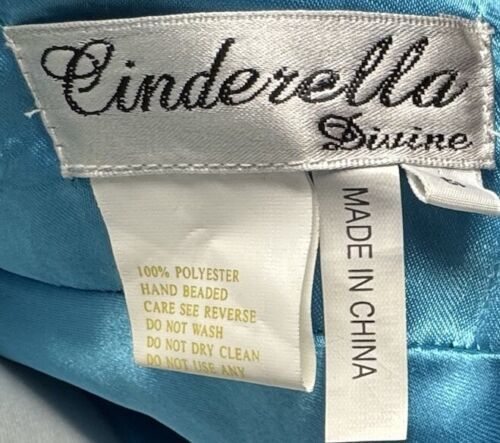 Cinderella
Divine
100% POLYESTER
HAND BEADED
CARE SEE REVERSE
DO NOT WASH
DO NOT DRY CLEAN
DO NOT USE ANY
MADE IN CHINA